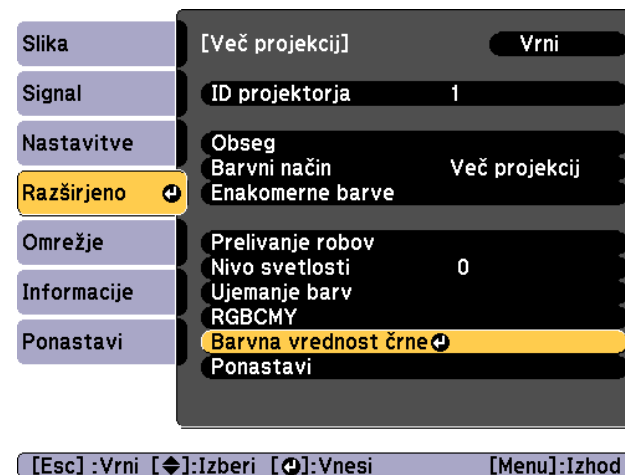 Slika
Signal
Nastavitve
Razširjeno
Omrežje
Informacije
Ponastavi
[Več projekcij] Vrni
ID projektorja 1
Obseg
Barvni način Več projekcij
Enakomerne barve
Prelivanje robov
Nivo svetlosti 0
Ujemanje barv
RGBCMY
Barvna vrednost črne
Ponastavi
[Esc] :Vrni [◆]:Izberi [⏎]:Vnesi [Menu]:Izhod